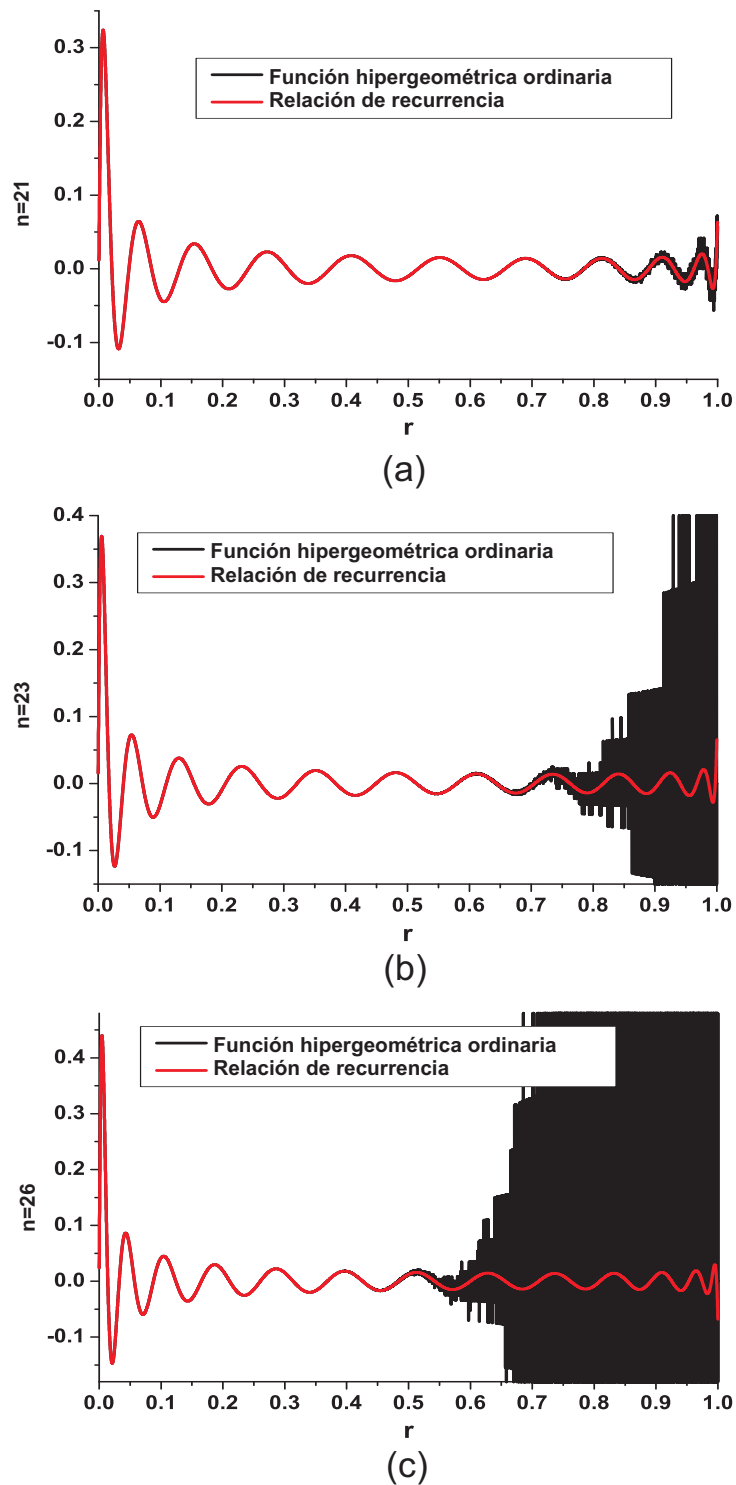 Función hipergeométrica ordinaria
Relación de recurrencia
n=21
0.3
0.2
0.1
0.0
-0.1
0.0 0.1 0.2 0.3 0.4 0.5 0.6 0.7 0.8 0.9 1.0
r
(a)
Función hipergeométrica ordinaria
Relación de recurrencia
n=23
0.4
0.3
0.2
0.1
0.0
-0.1
0.0 0.1 0.2 0.3 0.4 0.5 0.6 0.7 0.8 0.9 1.0
r
(b)
Función hipergeométrica ordinaria
Relación de recurrencia
n=26
0.4
0.3
0.2
0.1
0.0
-0.1
0.0 0.1 0.2 0.3 0.4 0.5 0.6 0.7 0.8 0.9 1.0
r
(c)